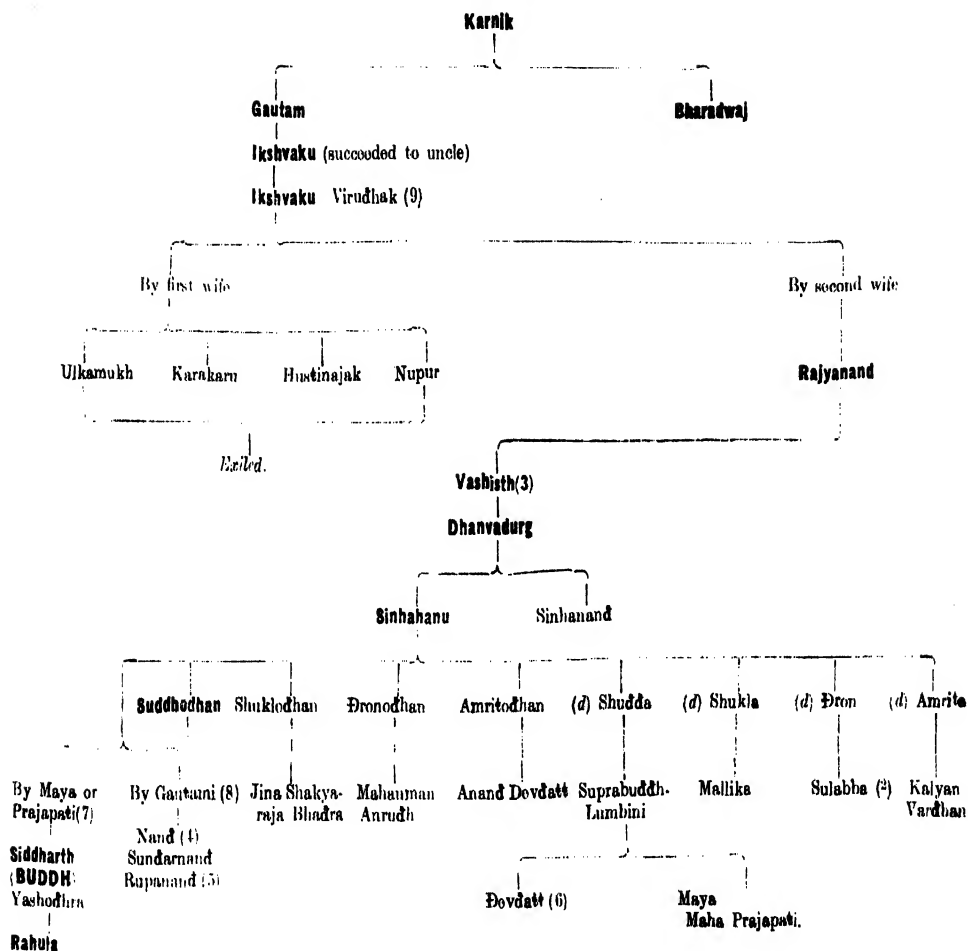 Karnik
Gautam Bharadwaj
Ikshvaku (succeeded to uncle)
Ikshvaku Virudhak (9)
By first wife By second wife
Ulkamukh Karakaru Hustinajak Nupur
Rajyanand
Exiled.
Vashisth(3)
Dhanvadurg
Sinhahanu Sinhanand
Suddhodhan Shuklodhan Dronodhan Amritodhan (d) Shudda (d) Shukla (d) Dron (d) Amrita
By Maya or By Gautami (8) Jina Shakya- Mahanman Anand Devdatt Suprabuddh- Mallika Sulabha (2) Kalyan
Prajapati(7) raja Bhadra Anrudh Lumbini Vardhan
Nand (4)
Siddharth Sundarnand
(BUDDH) Rupanand (5)
Yashodhra Devdatt (6) Maya
Maha Prajapati.
Rahula